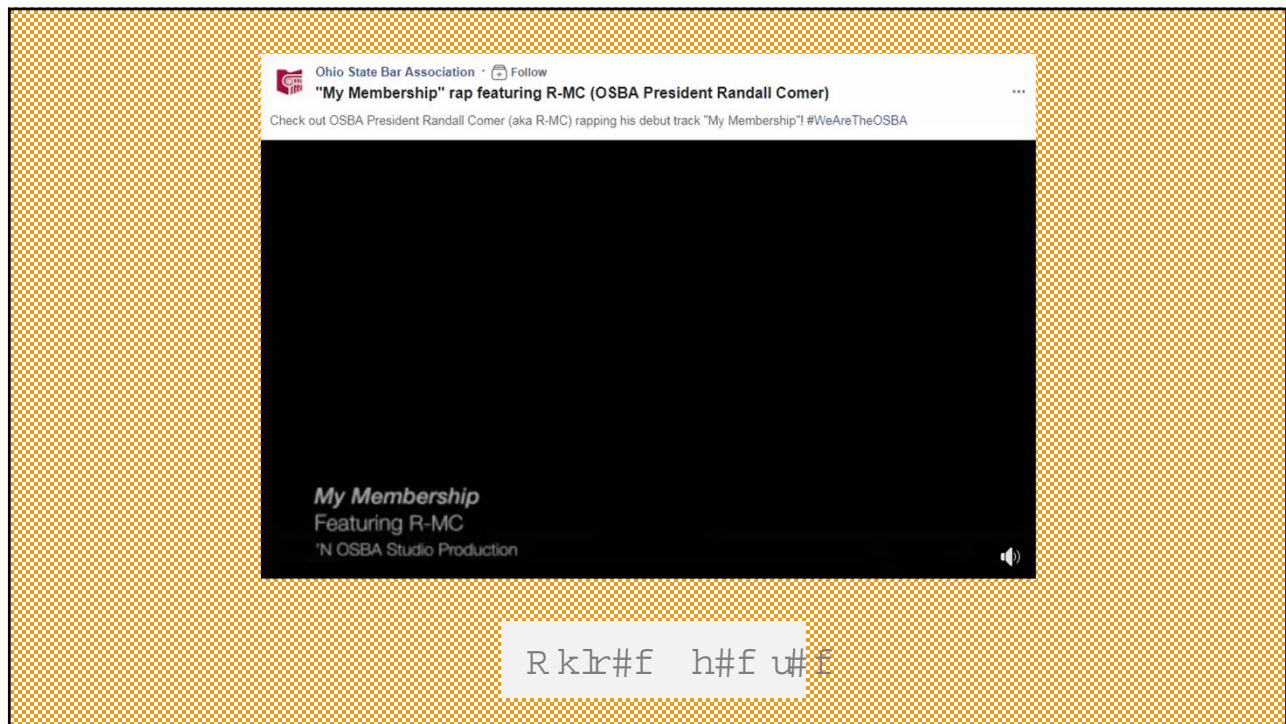 Ohio State Bar Association · Follow
"My Membership" rap featuring R-MC (OSBA President Randall Comer)
Check out OSBA President Randall Comer (aka R-MC) rapping his debut track "My Membership"! #WeAreTheOSBA
My Membership
Featuring R-MC
'N OSBA Studio Production
Rklr#f h#fu#f